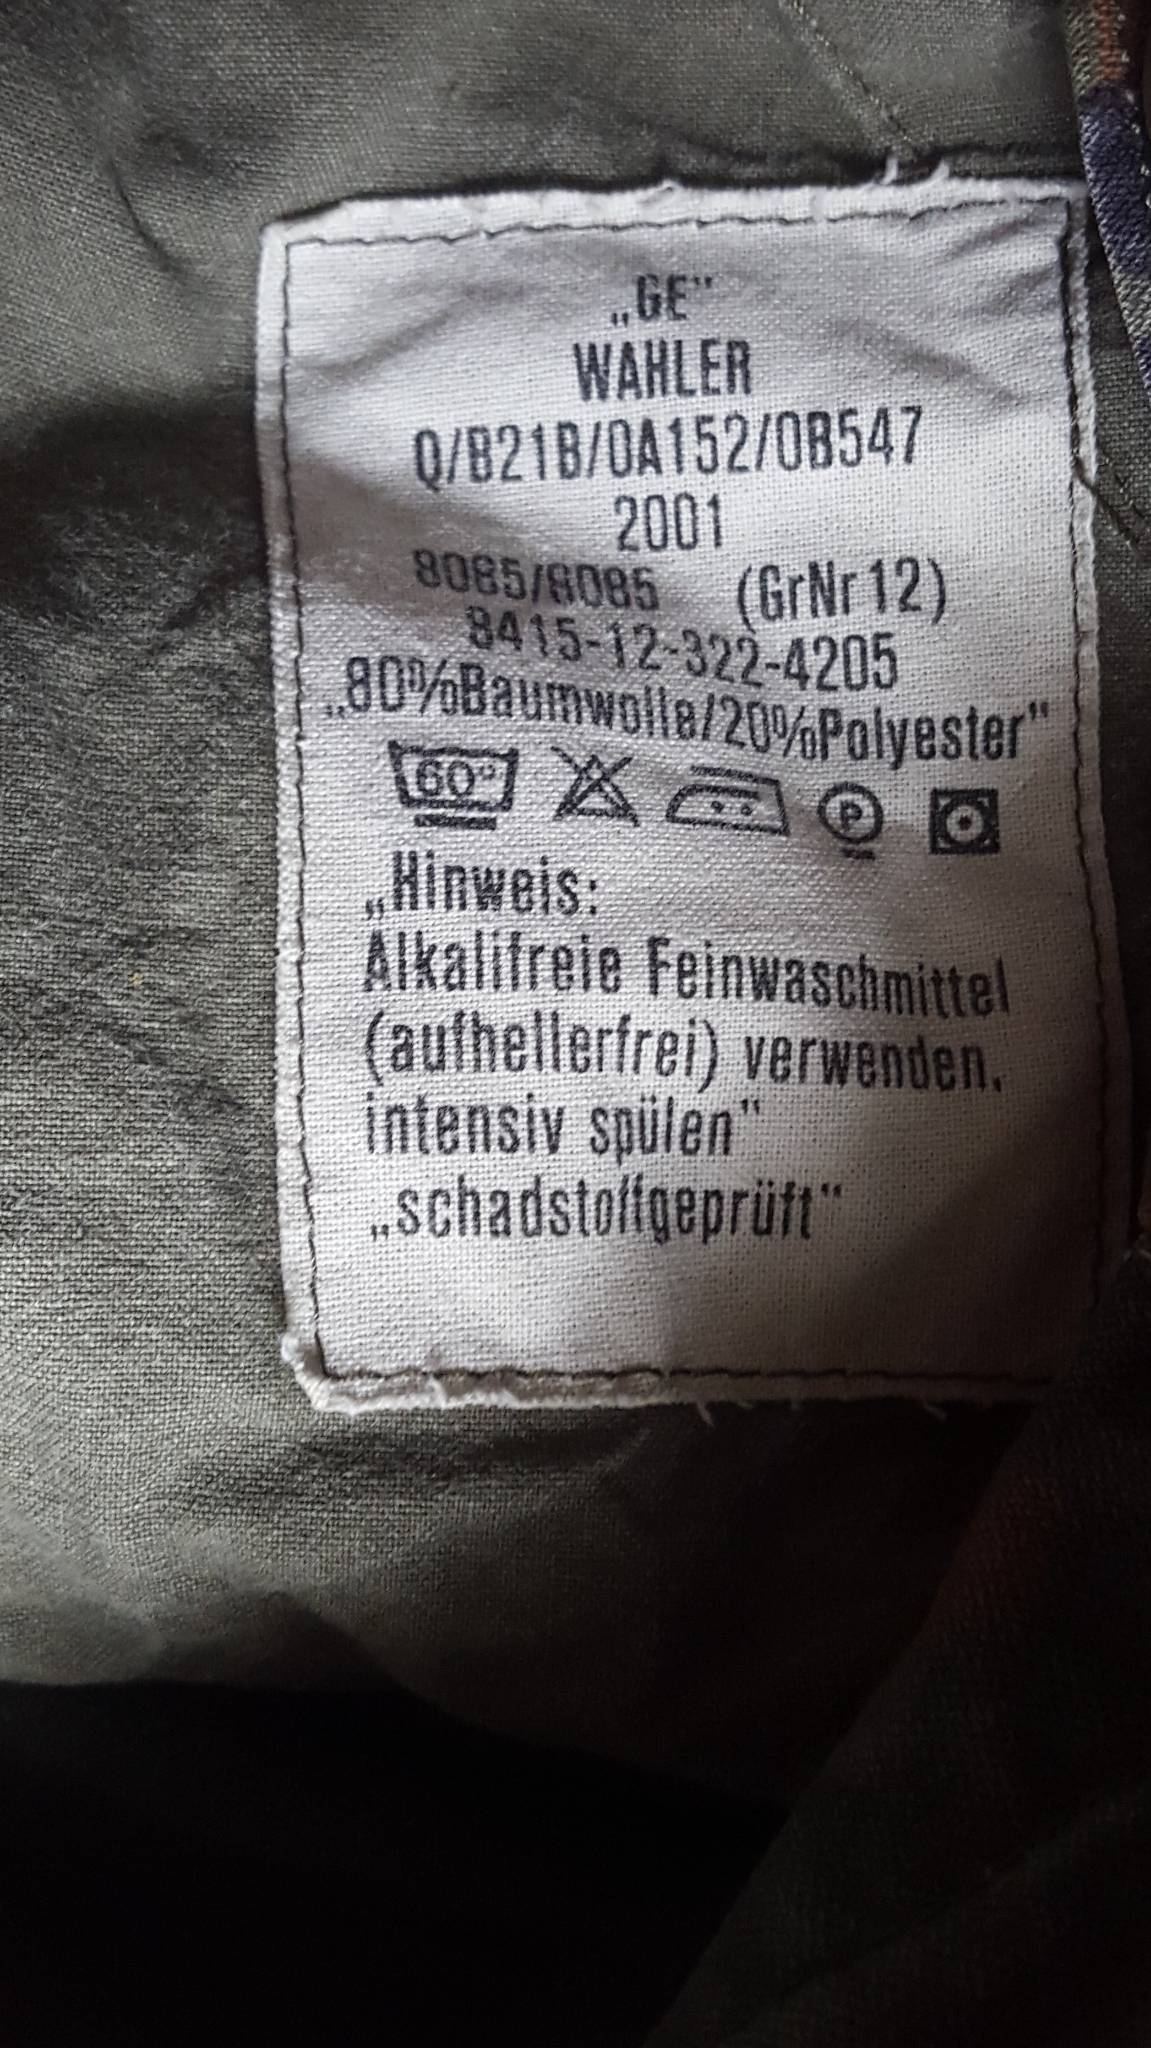 „GE"
WAHLER
Q/B21B/0A152/0B547
2001
8085/8085 (GrNr 12)
8415-12-322-4205
„80%Baumwolle/20%Polyester"
60° P
„Hinweis:
Alkalifreie Feinwaschmittel
(aufhellerfrei) verwenden.
intensiv spülen"
„schadstoffgeprüft"